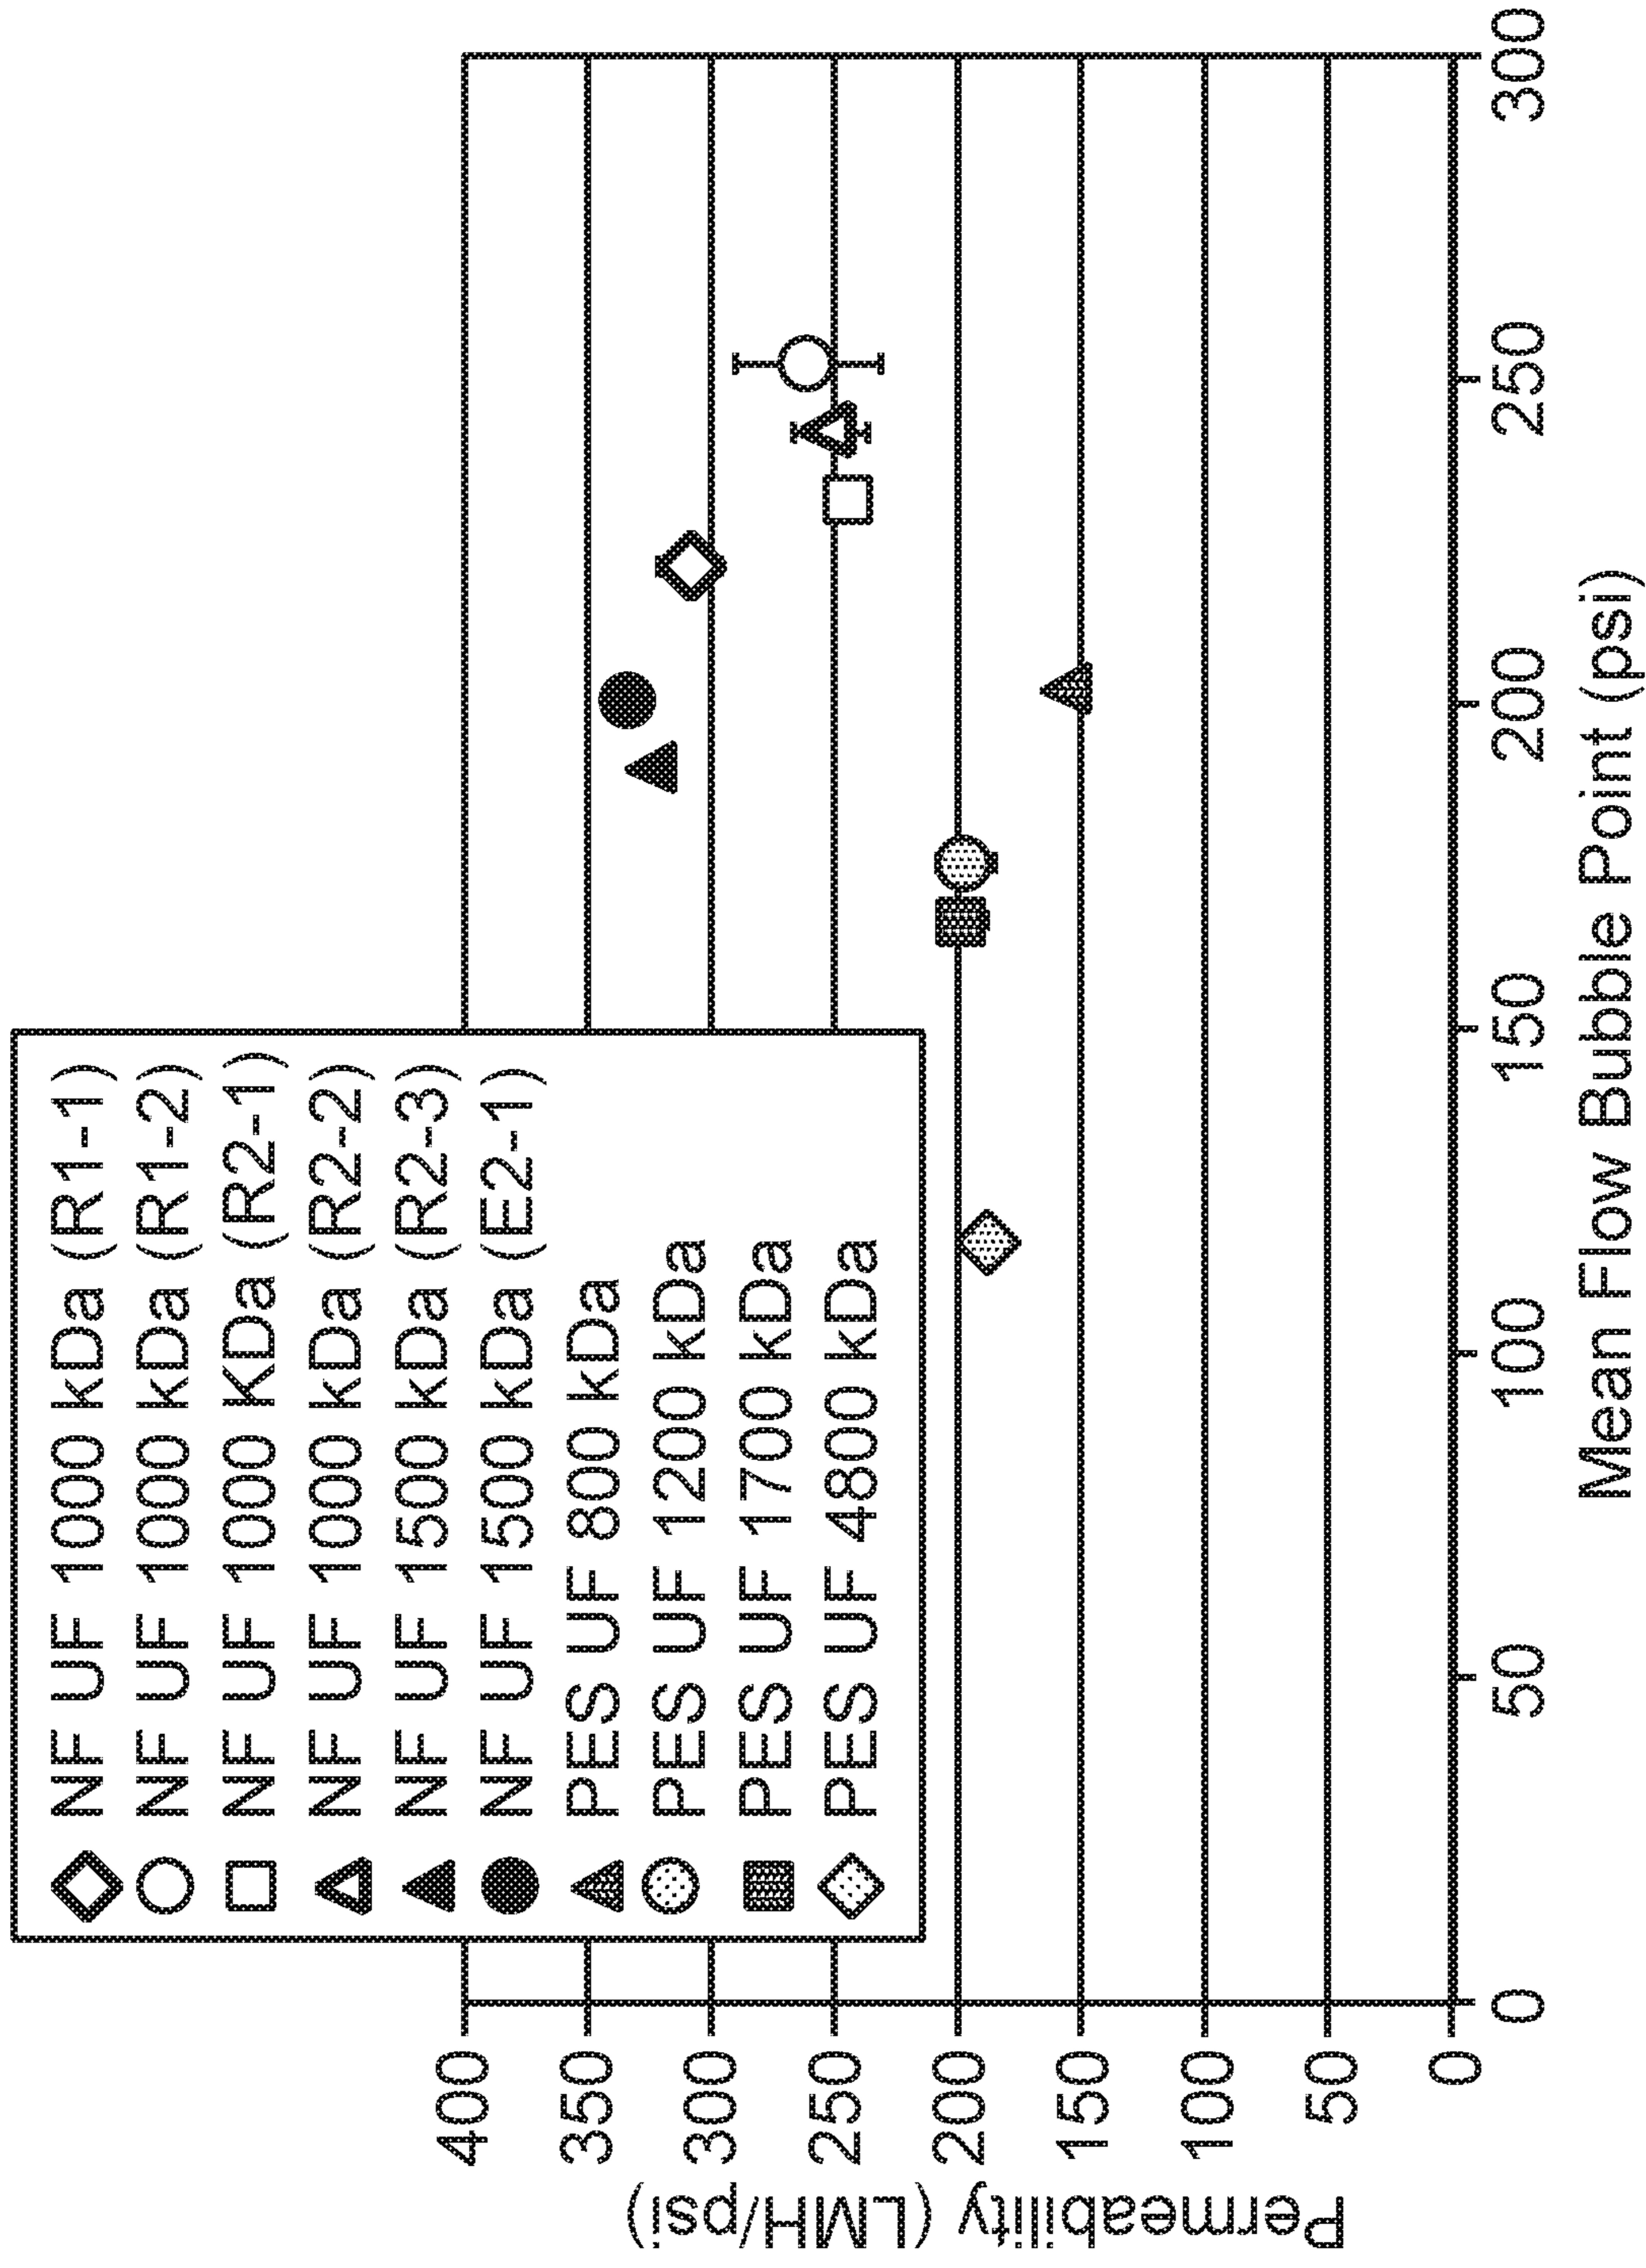 NF UF 1000 kDa (R1-1)
NF UF 1000 kDa (R1-2)
NF UF 1000 KDa (R2-1)
NF UF 1000 kDa (R2-2)
NF UF 1500 kDa (R2-3)
NF UF 1500 kDa (E2-1)
PES UF 800 kDa
PES UF 1200 kDa
PES UF 1700 kDa
PES UF 4800 kDa
Permeability (LMH/psi)
400
350
300
250
200
150
100
50
0
0 50 100 150 200 250 300
Mean Flow Bubble Point (psi)